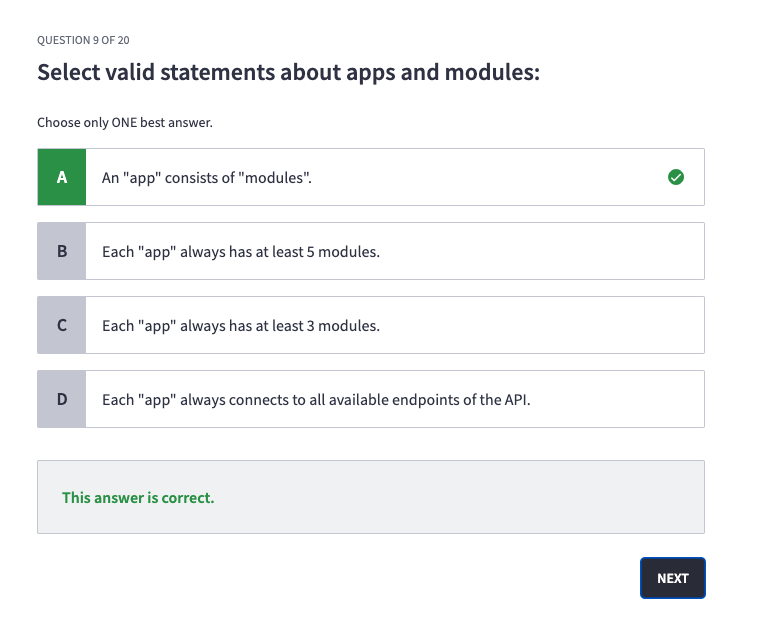 QUESTION 9 OF 20
Select valid statements about apps and modules:
Choose only ONE best answer.
A An "app" consists of "modules".
B Each "app" always has at least 5 modules.
C Each "app" always has at least 3 modules.
D Each "app" always connects to all available endpoints of the API.
This answer is correct.
NEXT